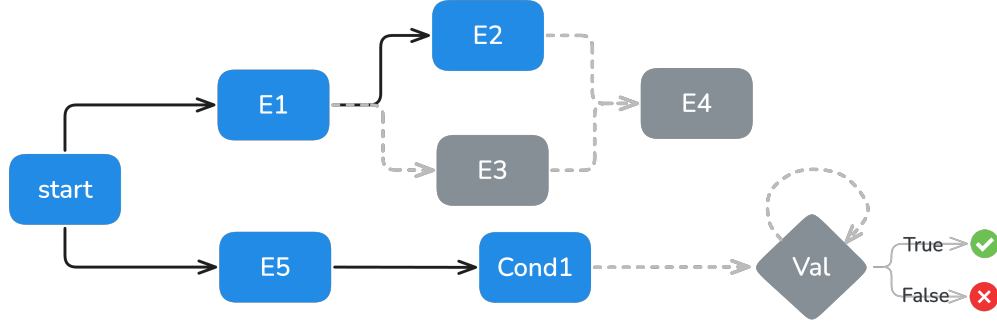 E2
E1
E4
E3
start
E5
Cond1
Val
True
False